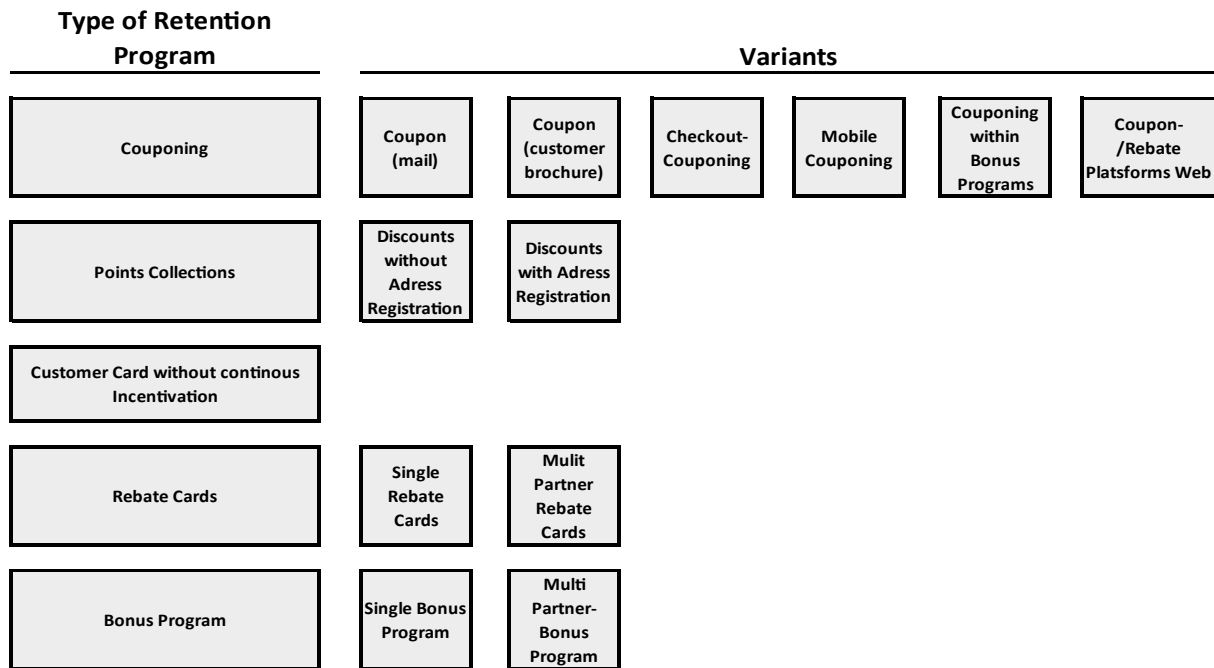 Type of Retention
Program
Variants
Couponing
Coupon
(mail)
Coupon
(customer
brochure)
Checkout-
Couponing
Mobile
Couponing
Couponing
within
Bonus
Programs
Coupon-
/Rebate
Platsforms Web
Points Collections
Discounts
without
Adress
Registration
Discounts
with Adress
Registration
Customer Card without continous
Incentivation
Rebate Cards
Single
Rebate
Cards
Mulit
Partner
Rebate
Cards
Bonus Program
Single Bonus
Program
Multi
Partner-
Bonus
Program